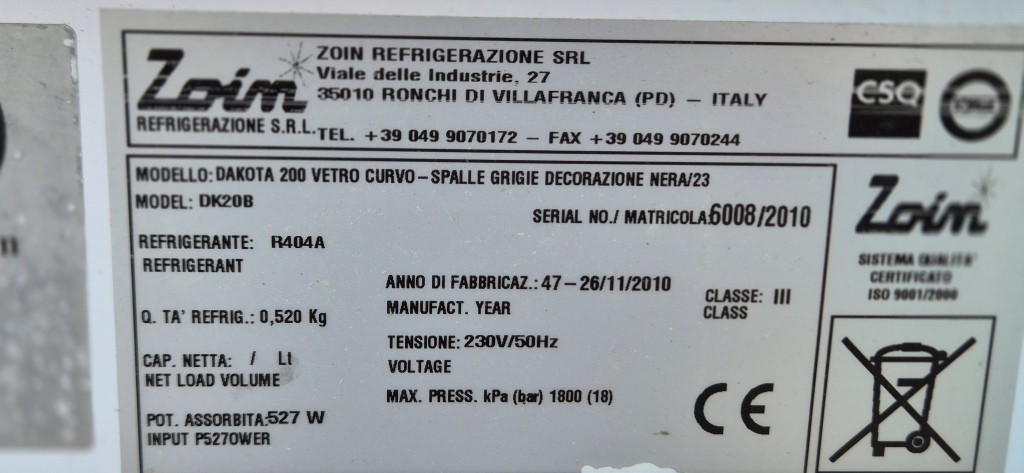 Zoin
REFRIGERAZIONE S.R.L.
ZOIN REFRIGERAZIONE SRL
Viale delle Industrie, 27
35010 RONCHI DI VILLAFRANCA (PD) – ITALY
TEL. +39 049 9070172 – FAX +39 049 9070244
CSQ
MODELLO: DAKOTA 200 VETRO CURVO–SPALLE GRIGIE DECORAZIONE NERA/23
MODEL: DK20B
SERIAL NO./ MATRICOLA:6008/2010
REFRIGERANTE: R404A
REFRIGERANT
ANNO DI FABBRICAZ.: 47–26/11/2010
MANUFACT. YEAR
CLASSE: III
CLASS
Q. TA' REFRIG.: 0,520 Kg
TENSIONE: 230V/50Hz
VOLTAGE
CAP. NETTA: / Lt
NET LOAD VOLUME
MAX. PRESS. kPa (bar) 1800 (18)
POT. ASSORBITA:527 W
INPUT P527OWER
CE
Zoin
SISTEMA QUALITA'
CERTIFICATO
ISO 9001/2000